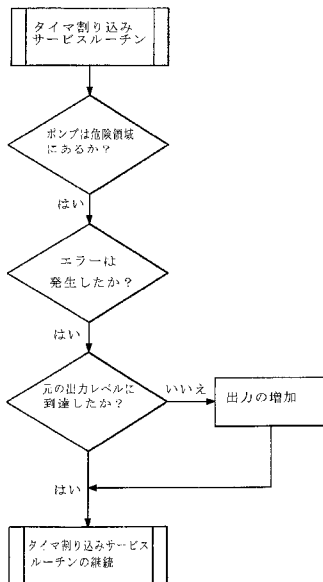 タイマ割り込み
サービスルーチン
ポンプは危険領域
にあるか？
はい
エラーは
発生したか？
はい
元の出力レベルに
到達したか？
いいえ
出力の増加
はい
タイマ割り込みサービス
ルーチンの継続